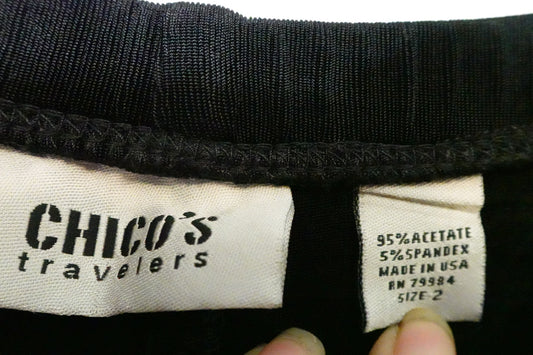 CHICO'S
travelers
95% ACETATE
5% SPANDEX
MADE IN USA
RN 79984
SIZE 2